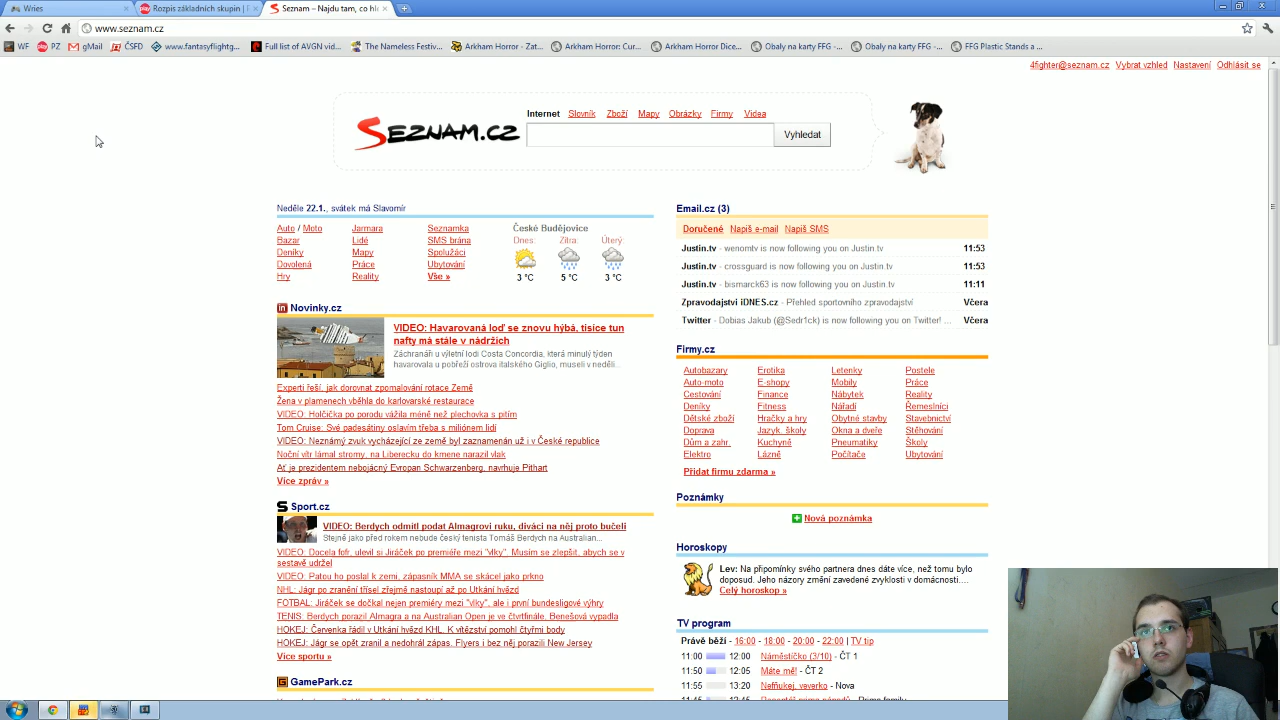 Wries
Rozpis základních skupin | P
Seznam – Najdu tam, co hle
www.seznam.cz
WF
PZ
gMail
ČSFD
www.fantasyflightg...
Full list of AVGN vid...
The Nameless Festiv...
Arkham Horror - Zat...
Arkham Horror: Cur...
Arkham Horror Dice...
Obaly na karty FFG -...
Obaly na karty FFG -...
FFG Plastic Stands a ...
4fighter@seznam.cz Vybrat vzhled Nastavení Odhlásit se
Internet Slovník Zboží Mapy Obrázky Firmy Videa
SEZNAM.CZ
Vyhledat
Neděle 22.1., svátek má Slavomír
Auto / Moto Jarmara Seznamka
Bazar Lidé SMS brána
Deníky Mapy Spolužáci
Dovolená Práce Ubytování
Hry Reality Vše »
České Budějovice
Dnes: Zítra: Úterý:
3 °C 5 °C 3 °C
Novinky.cz
VIDEO: Havarovaná loď se znovu hýbá, tisíce tun
nafty má stále v nádržích
Záchranáři u výletní lodi Costa Concordia, která minulý týden
havarovala u pobřeží ostrova italského Giglio, museli v neděli...
Experti řeší, jak dorovnat zpomalování rotace Země
Žena v plamenech vběhla do karlovarské restaurace
VIDEO: Holčička po porodu vážila méně než plechovka s pitím
Tom Cruise: Své padesátiny oslavím třeba s miliónem lidí
VIDEO: Neznámý zvuk vycházející ze země byl zaznamenán už i v České republice
Noční vítr lámal stromy, na Liberecku do kmene narazil vlak
Ať je prezidentem nebojácný Evropan Schwarzenberg, navrhuje Pithart
Více zpráv »
Sport.cz
VIDEO: Berdych odmítl podat Almagrovi ruku, diváci na něj proto bučeli
Stejně jako před rokem nebude český tenista Tomáš Berdych na Australian...
VIDEO: Docela fofr, ulevil si Jiráček po premiéře mezi "vlky". Musím se zlepšit, abych se v
sestavě udržel
VIDEO: Patou ho poslal k zemi, zápasník MMA se skácel jako prkno
NHL: Jágr po zranění třísel zřejmě nastoupí až po Utkání hvězd
FOTBAL: Jiráček se dočkal nejen premiéry mezi "vlky", ale i první bundesligové výhry
TENIS: Berdych porazil Almagra a na Australian Open je ve čtvrtfinále, Benešová vypadla
HOKEJ: Červenka řádil v Utkání hvězd KHL. K vítězství pomohl čtyřmi body
HOKEJ: Jágr se opět zranil a nedohrál zápas. Flyers i bez něj porazili New Jersey
Více sportu »
GamePark.cz
Email.cz (3)
Doručené Napiš e-mail Napiš SMS
Justin.tv - wenomtv is now following you on Justin.tv 11:53
Justin.tv - crossguard is now following you on Justin.tv 11:53
Justin.tv - bismarck63 is now following you on Justin.tv 11:11
Zpravodajstvi iDNES.cz - Přehled sportovního zpravodajství Včera
Twitter - Dobias Jakub (@Sedr1ck) is now following you on Twitter! ... Včera
Firmy.cz
Autobazary Erotika Letenky Postele
Auto-moto E-shopy Mobily Práce
Cestování Finance Nábytek Reality
Deníky Fitness Nářadí Řemeslníci
Dětské zboží Hračky a hry Obytné stavby Stavebnictví
Doprava Jazyk. školy Okna a dveře Stěhování
Dům a zahr. Kuchyně Pneumatiky Školy
Elektro Lázně Počítače Ubytování
Přidat firmu zdarma »
Poznámky
Nová poznámka
Horoskopy
Lev: Na připomínky svého partnera dnes dáte více, než tomu bylo
doposud. Jeho názory změní zavedené zvyklosti v domácnosti....
Celý horoskop »
TV program
Právě běží - 16:00 - 18:00 - 20:00 - 22:00 | TV tip
11:00 12:00 Náměstíčko (3/10) - ČT 1
11:50 12:05 Máte mě! - ČT 2
11:55 13:20 Nefňukej, veverko - Nova